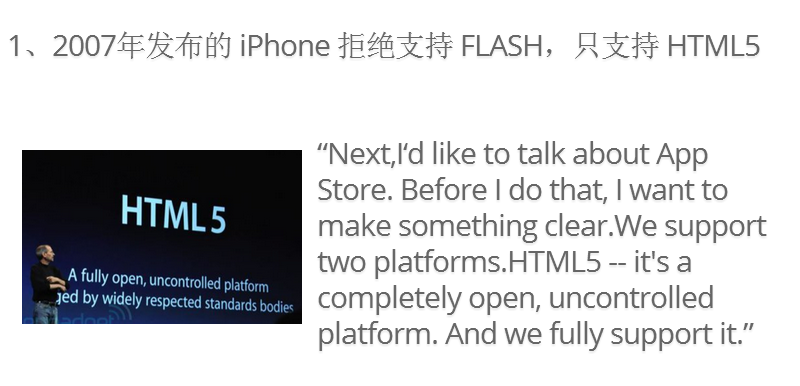 1、2007年发布的 iPhone 拒绝支持 FLASH，只支持 HTML5
HTML 5
A fully open, uncontrolled platform
ged by widely respected standards bodies
“Next,I‘d like to talk about App
Store. Before I do that, I want to
make something clear.We support
two platforms.HTML5 -- it's a
completely open, uncontrolled
platform. And we fully support it.”